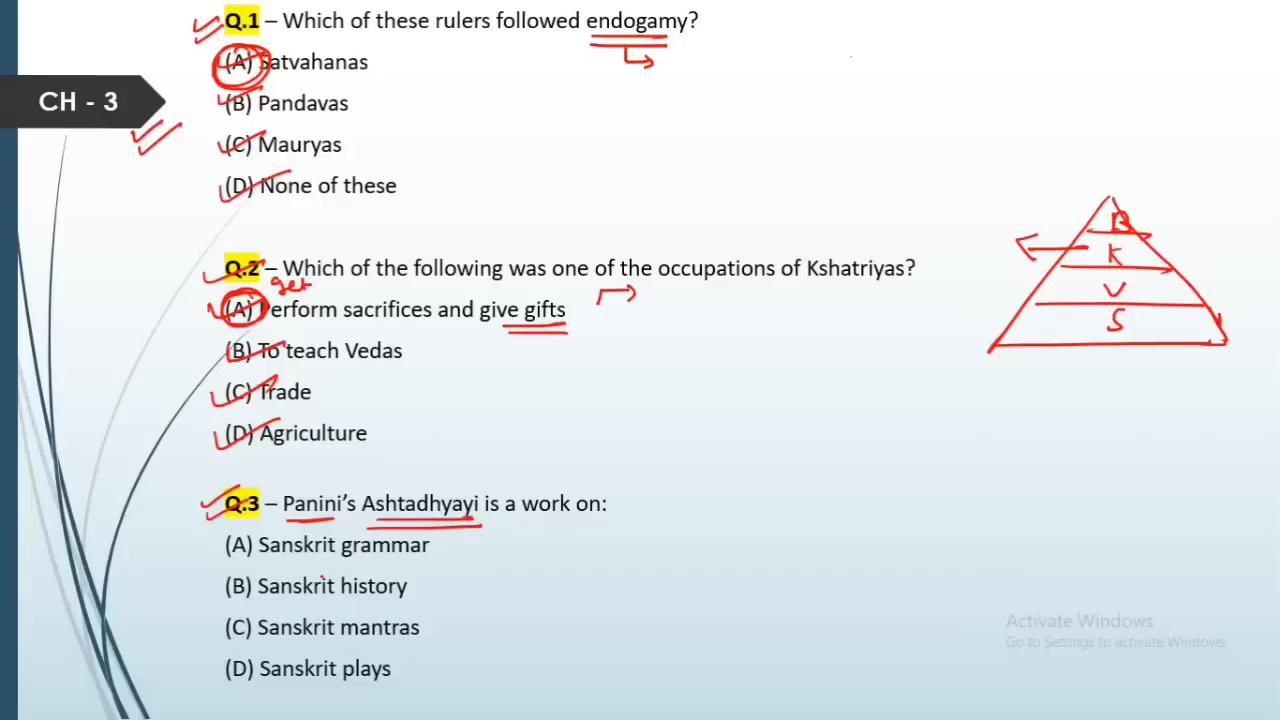 Q.1 – Which of these rulers followed endogamy?
(A) Satvahanas
CH - 3
(B) Pandavas
(C) Mauryas
(D) None of these
B
K
V
S
Q.2 – Which of the following was one of the occupations of Kshatriyas?
get
(A) Perform sacrifices and give gifts
(B) To teach Vedas
(C) Trade
(D) Agriculture
Q.3 – Panini’s Ashtadhyayi is a work on:
(A) Sanskrit grammar
(B) Sanskrit history
(C) Sanskrit mantras
(D) Sanskrit plays
Activate Windows
Go to Settings to activate Windows.